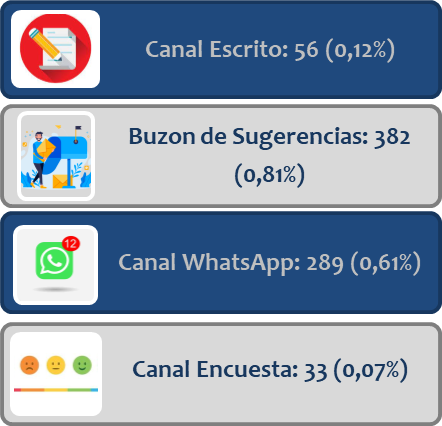 Canal Escrito: 56 (0,12%)
Buzon de Sugerencias: 382
(0,81%)
12
Canal WhatsApp: 289 (0,61%)
Canal Encuesta: 33 (0,07%)